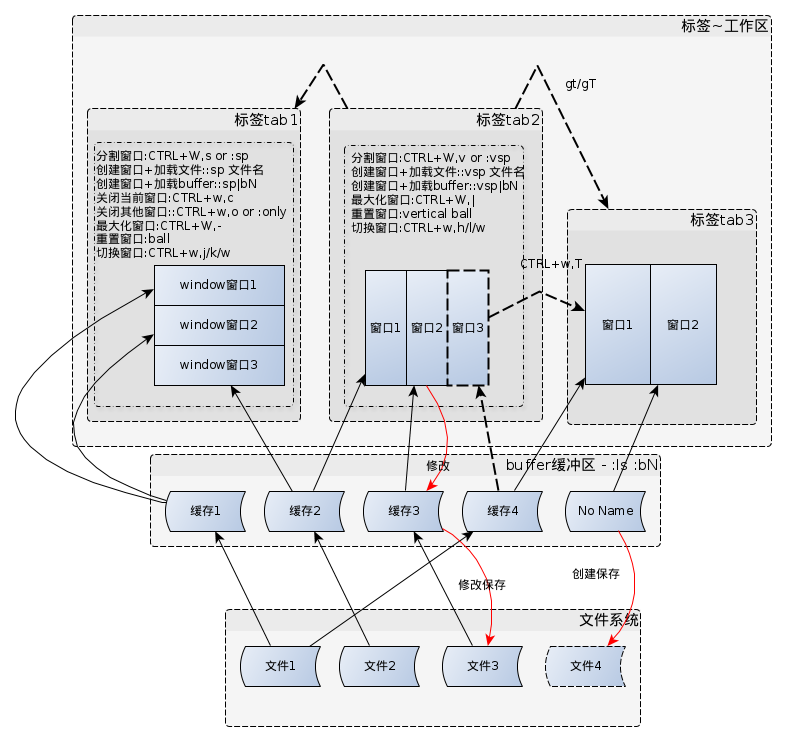 标签~工作区
gt/gT
标签tab1
分割窗口:CTRL+W,s or :sp
创建窗口+加载文件::sp 文件名
创建窗口+加载buffer::sp|bN
关闭当前窗口:CTRL+w,c
关闭其他窗口::CTRL+w,o or :only
最大化窗口:CTRL+W,-
重置窗口:ball
切换窗口:CTRL+w,j/k/w
window窗口1
window窗口2
window窗口3
标签tab2
分割窗口:CTRL+W,v or :vsp
创建窗口+加载文件::vsp 文件名
创建窗口+加载buffer::vsp|bN
最大化窗口:CTRL+W,|
重置窗口:vertical ball
切换窗口:CTRL+w,h/l/w
窗口1
窗口2
窗口3
CTRL+w,T
标签tab3
窗口1
窗口2
修改
buffer缓冲区 - :ls :bN
缓存1
缓存2
缓存3
缓存4
No Name
修改保存
创建保存
文件系统
文件1
文件2
文件3
文件4